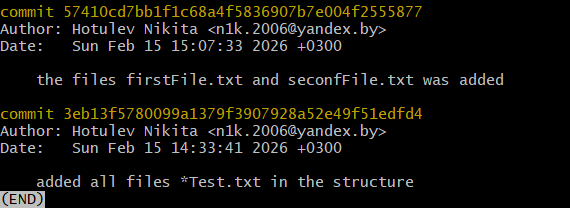 commit 57410cd7bb1f1c68a4f5836907b7e004f2555877
Author: Hotulev Nikita <n1k.2006@yandex.by>
Date:   Sun Feb 15 15:07:33 2026 +0300
    the files firstFile.txt and seconfFile.txt was added
commit 3eb13f5780099a1379f3907928a52e49f51edfd4
Author: Hotulev Nikita <n1k.2006@yandex.by>
Date:   Sun Feb 15 14:33:41 2026 +0300
    added all files *Test.txt in the structure
(END)